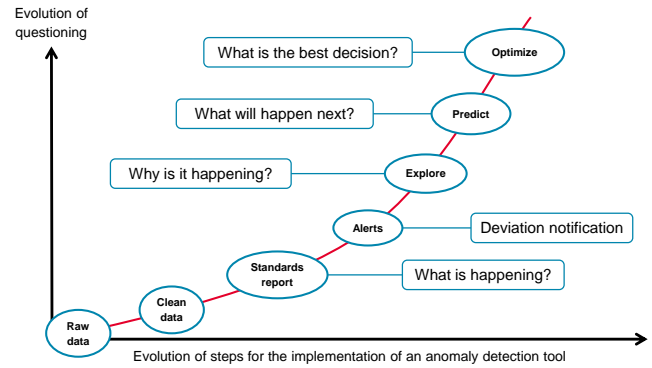 Evolution of
questioning
What is the best decision?
Optimize
What will happen next?
Predict
Why is it happening?
Explore
Alerts
Deviation notification
Standards
report
What is happening?
Clean
data
Raw
data
Evolution of steps for the implementation of an anomaly detection tool